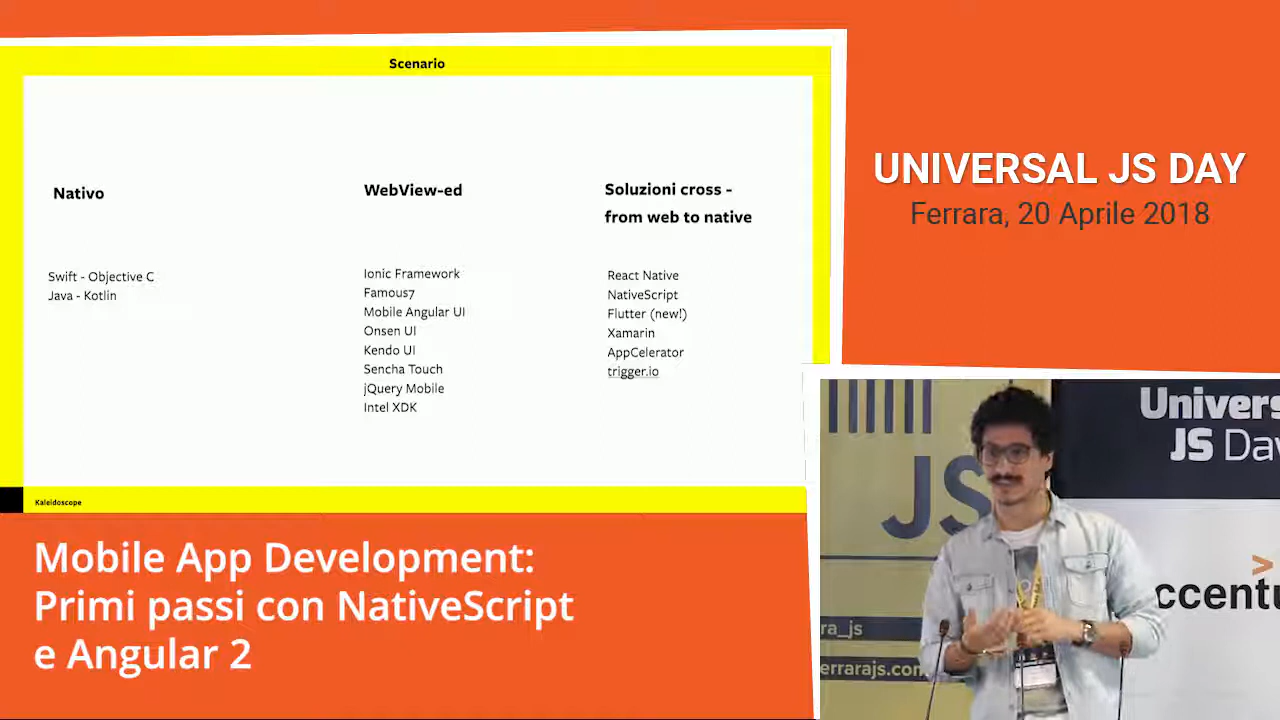 Scenario
Nativo
Swift - Objective C
Java - Kotlin
WebView-ed
Ionic Framework
Famous7
Mobile Angular UI
Onsen UI
Kendo UI
Sencha Touch
jQuery Mobile
Intel XDK
Soluzioni cross -
from web to native
React Native
NativeScript
Flutter (new!)
Xamarin
AppCelerator
trigger.io
Kaleidoscope
UNIVERSAL JS DAY
Ferrara, 20 Aprile 2018
Mobile App Development:
Primi passi con NativeScript
e Angular 2
JS
ra_js
errarajs.com
Univers
JS Da
>
ccentu